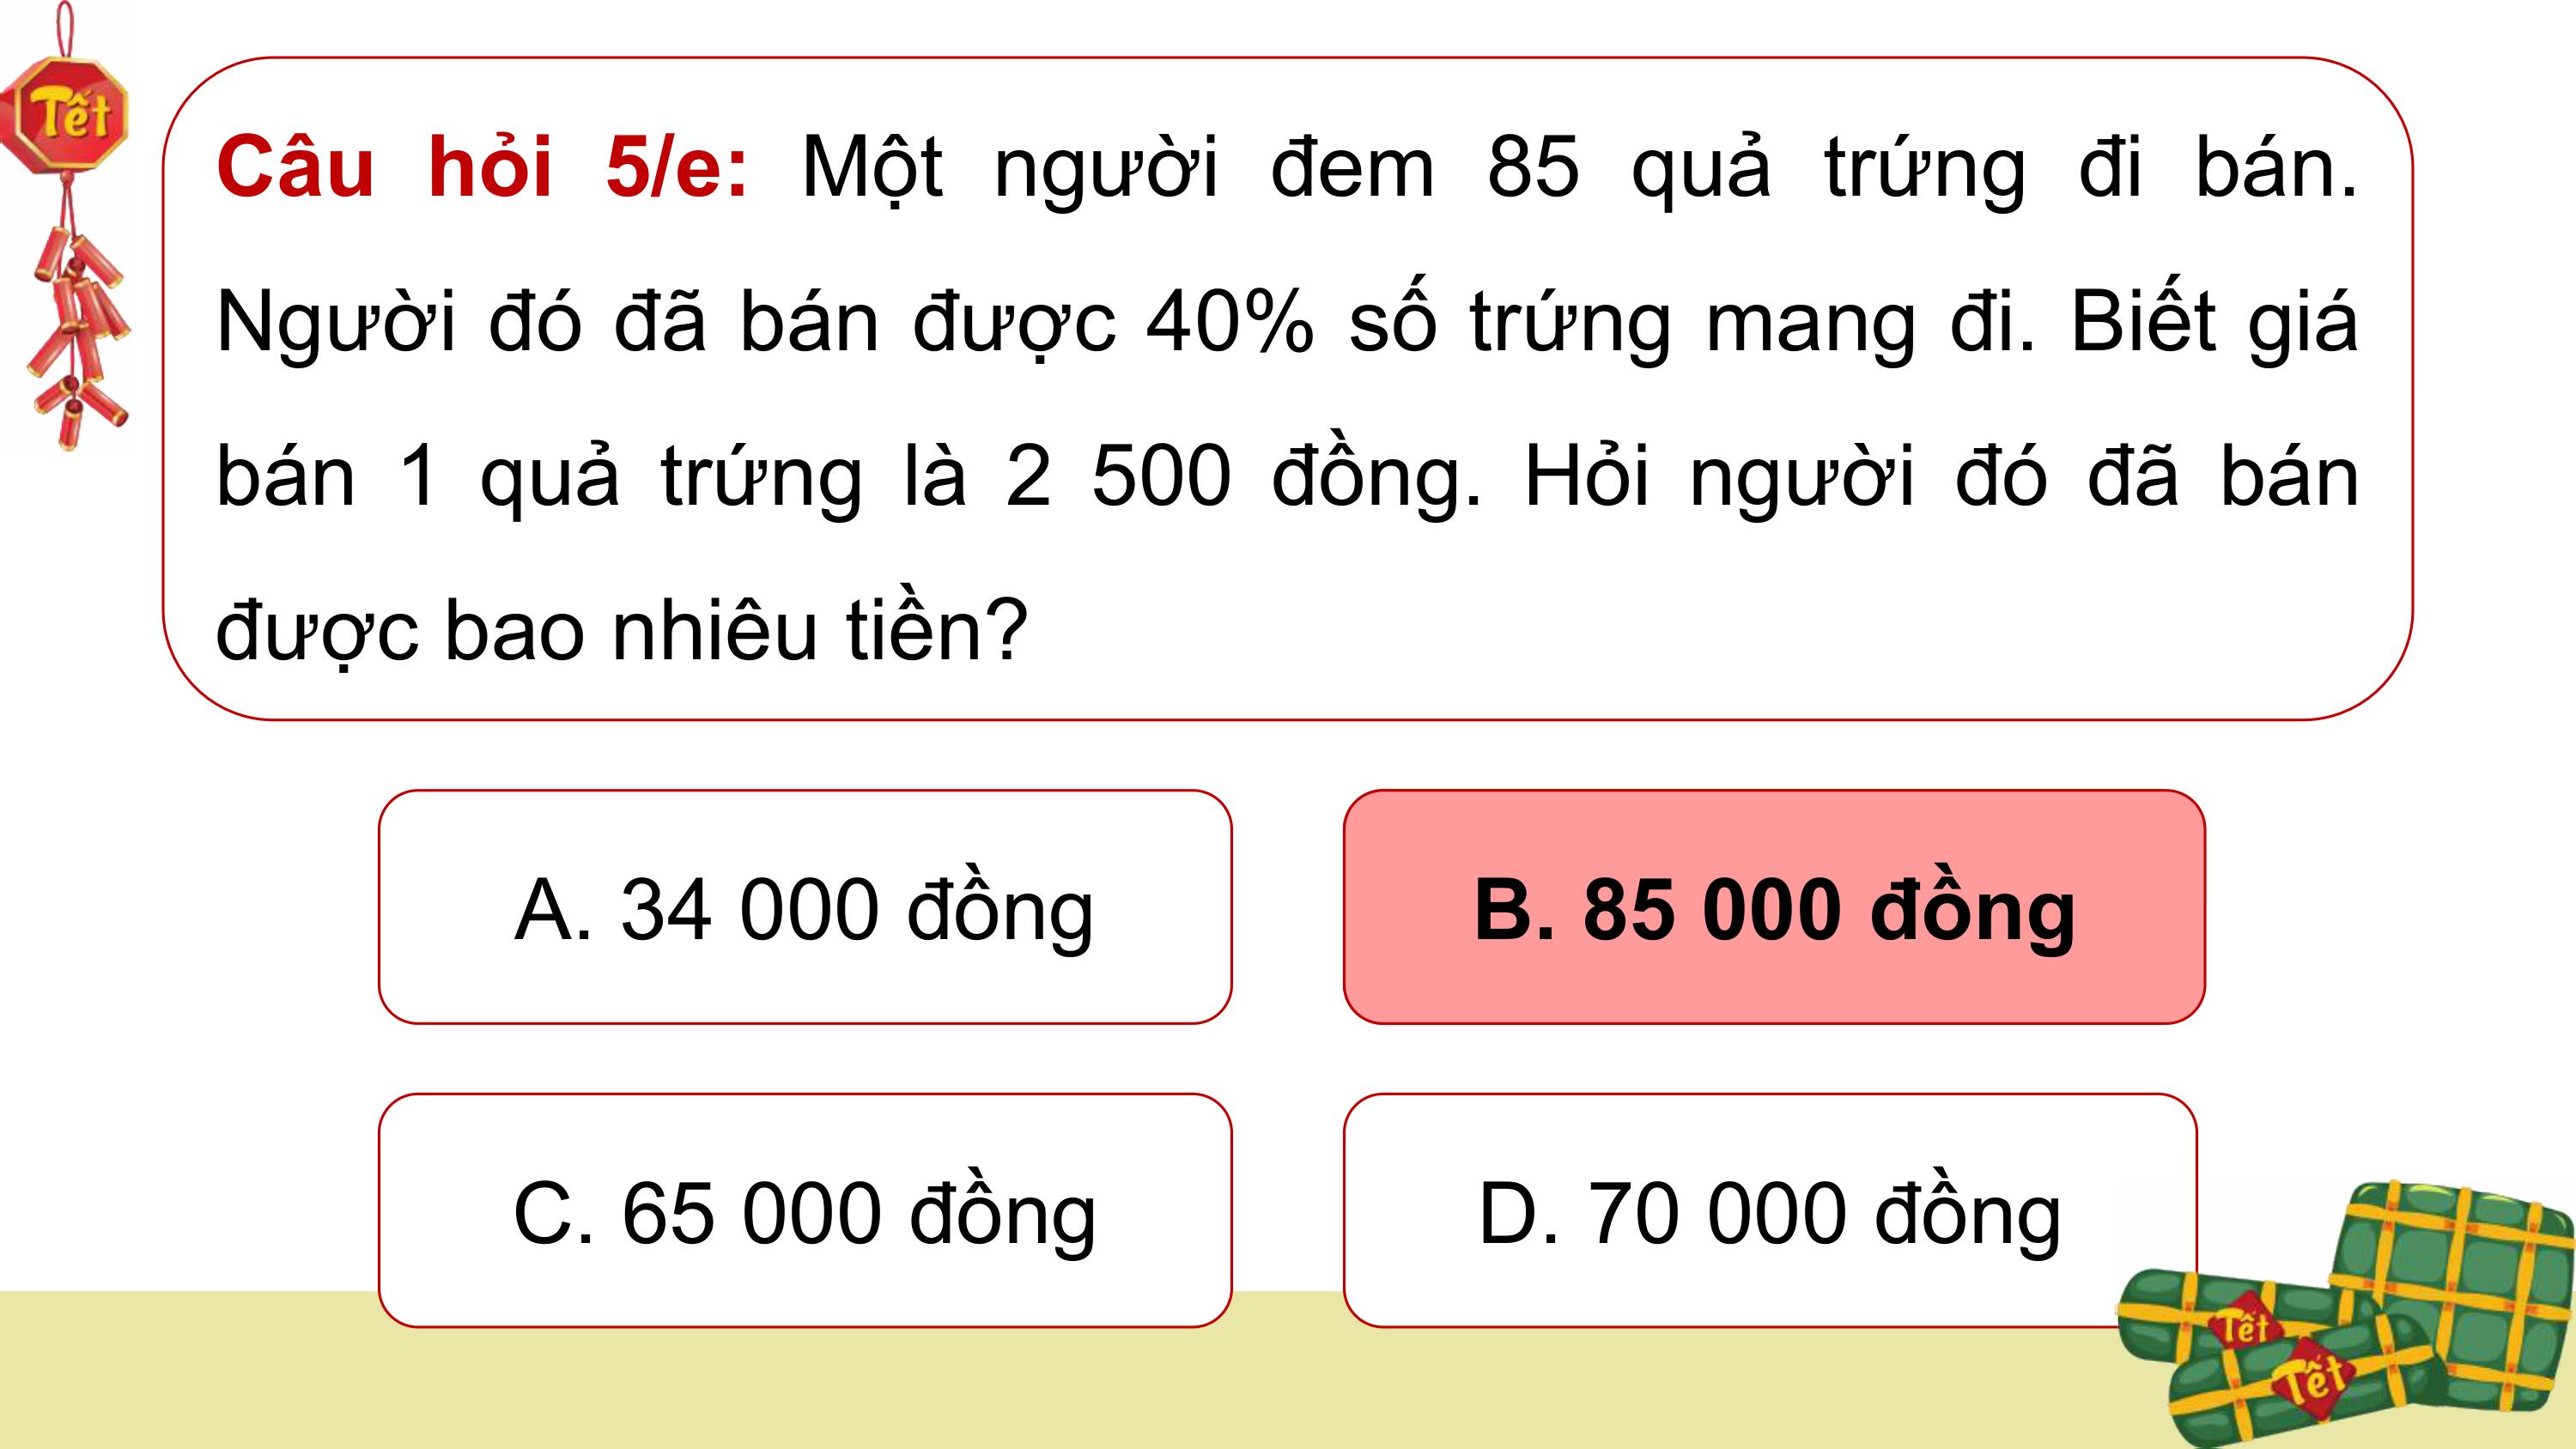 Tết
Câu hỏi 5/e: Một người đem 85 quả trứng đi bán.
Người đó đã bán được 40% số trứng mang đi. Biết giá
bán 1 quả trứng là 2 500 đồng. Hỏi người đó đã bán
được bao nhiêu tiền?
A. 34 000 đồng
B. 85 000 đồng
C. 65 000 đồng
D. 70 000 đồng
Tết
Tết